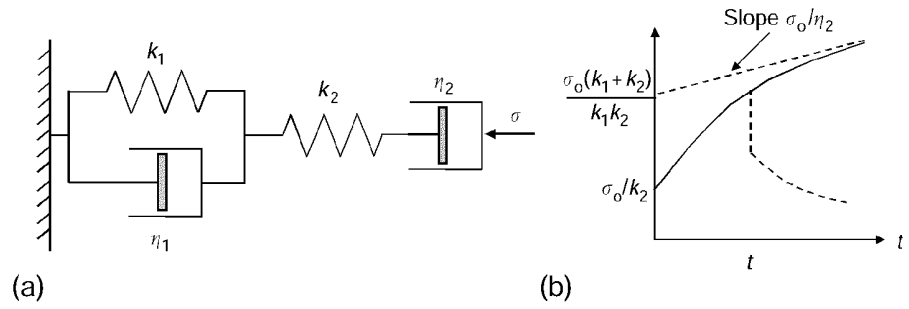 k₁
η₁
k₂
η₂
σ
(a)
Slope σₒ/η₂
σₒ(k₁ + k₂)
k₁k₂
σₒ/k₂
t
t
(b)